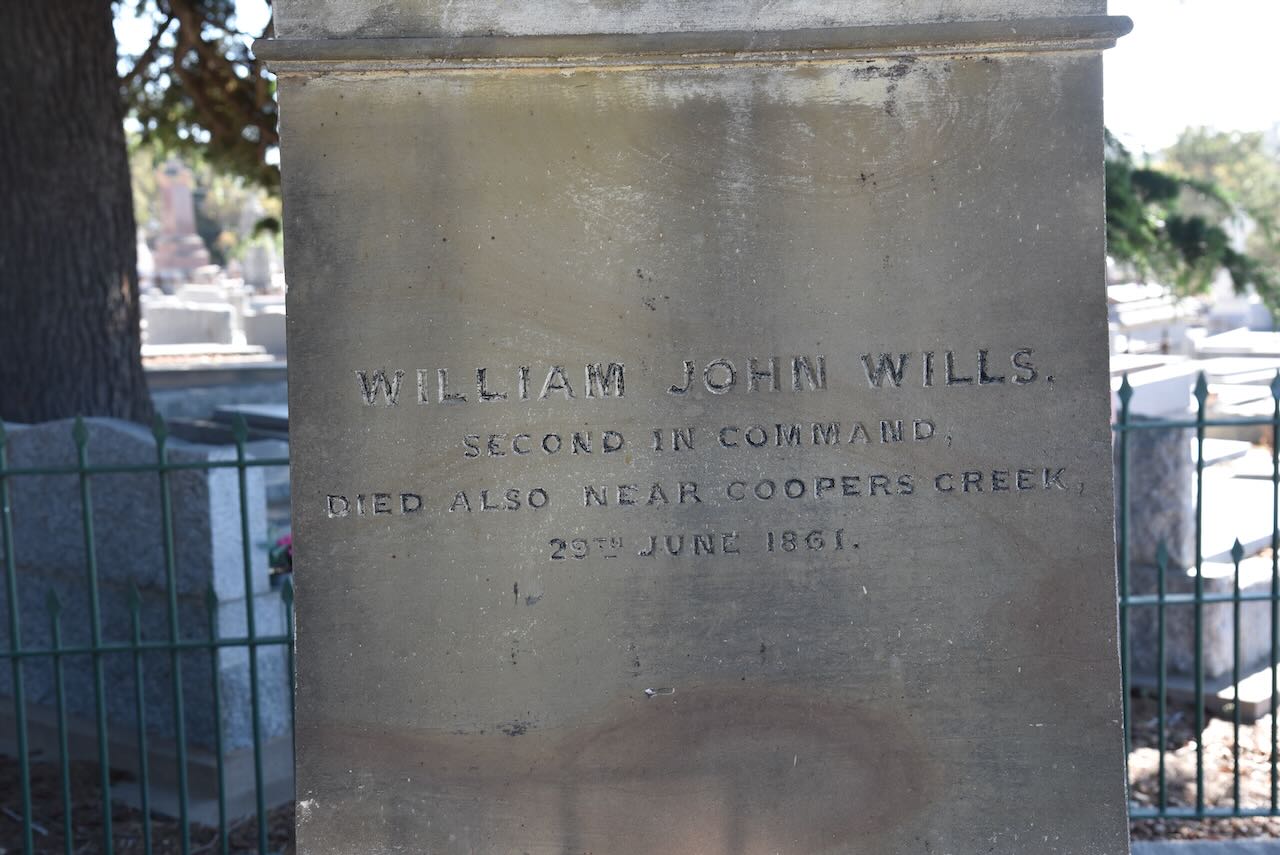 WILLIAM JOHN WILLS.
SECOND IN COMMAND,
DIED ALSO NEAR COOPERS CREEK,
29TH JUNE 1861.